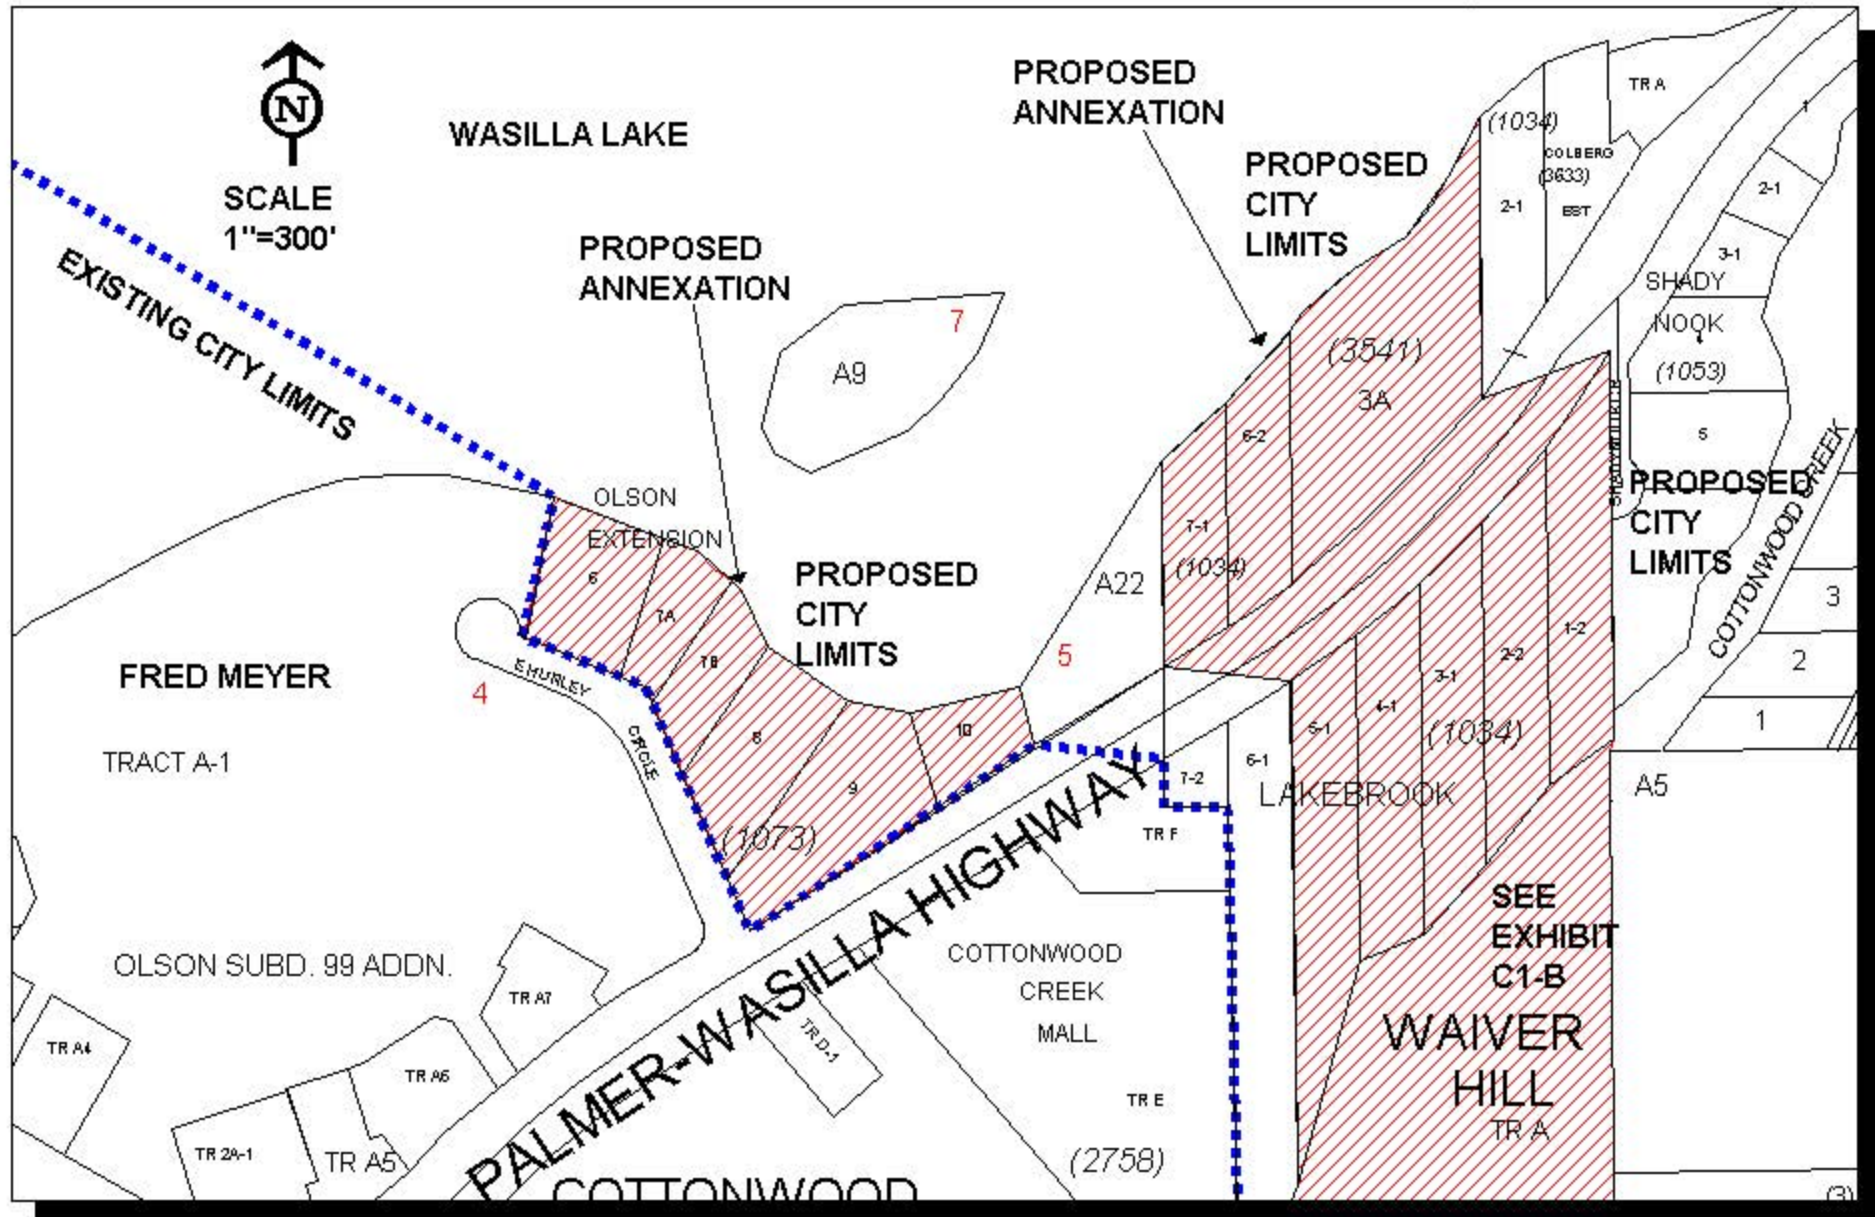 N
SCALE
1"=300'
WASILLA LAKE
EXISTING CITY LIMITS
PROPOSED
ANNEXATION
PROPOSED
ANNEXATION
PROPOSED
CITY
LIMITS
(1034)
COLBERG
(3633)
EST
2-1
TR A
1
2-1
3-1
SHADY
NOOK
(1053)
5
A9
7
(3541)
3A
6-2
7-1
(1034)
A22
5
OLSON
EXTENSION
6
7A
7B
8
9
10
(1073)
PROPOSED
CITY
LIMITS
PROPOSED
CITY
LIMITS
COTTONWOOD CREEK
3
2
1
A5
1-2
2-2
3-1
4-1
5-1
(1034)
6-1
7-2
LAKEBROOK
TR F
FRED MEYER
4
E HURLEY
CIRCLE
TRACT A-1
OLSON SUBD. 99 ADDN.
TR A7
TR A4
TR A6
TR 2A-1
TR A5
PALMER-WASILLA HIGHWAY
TR D-1
COTTONWOOD
CREEK
MALL
TR E
(2758)
COTTONWOOD
SEE
EXHIBIT
C1-B
WAIVER
HILL
TR A
(3)